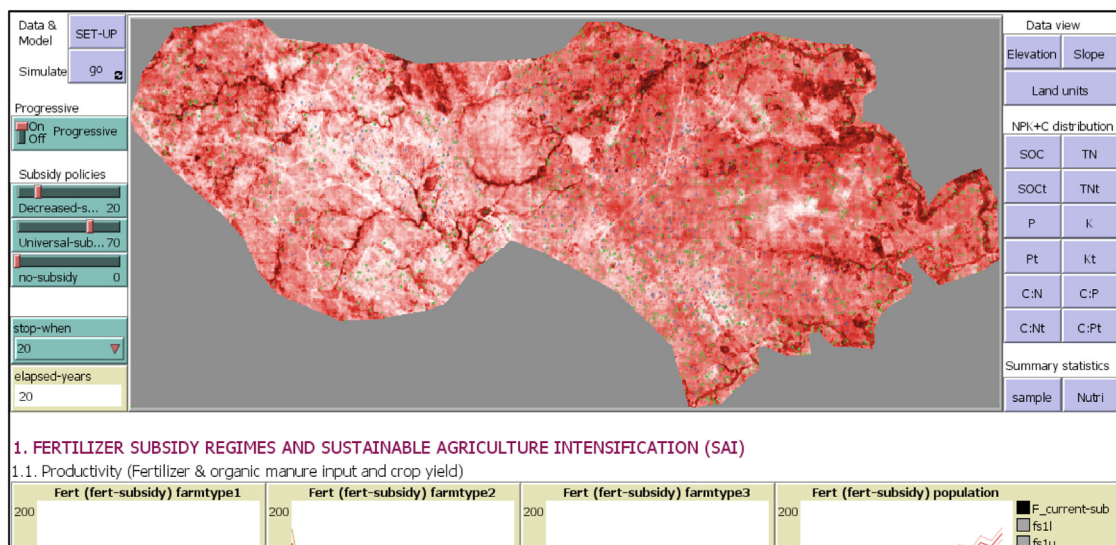 Data &
Model
SET-UP
Simulate
go
Progressive
On
Off
Progressive
Subsidy policies
Decreased-s... 20
Universal-sub... 70
no-subsidy 0
stop-when
20
elapsed-years
20
Data view
Elevation
Slope
Land units
NPK+C distribution
SOC
TN
SOCt
TNt
P
K
Pt
Kt
C:N
C:P
C:Nt
C:Pt
Summary statistics
sample
Nutri
1. FERTILIZER SUBSIDY REGIMES AND SUSTAINABLE AGRICULTURE INTENSIFICATION (SAI)
1.1. Productivity (Fertilizer & organic manure input and crop yield)
Fert (fert-subsidy) farmtype1
200
Fert (fert-subsidy) farmtype2
200
Fert (fert-subsidy) farmtype3
200
Fert (fert-subsidy) population
200
F_current-sub
fs1l
fs1u